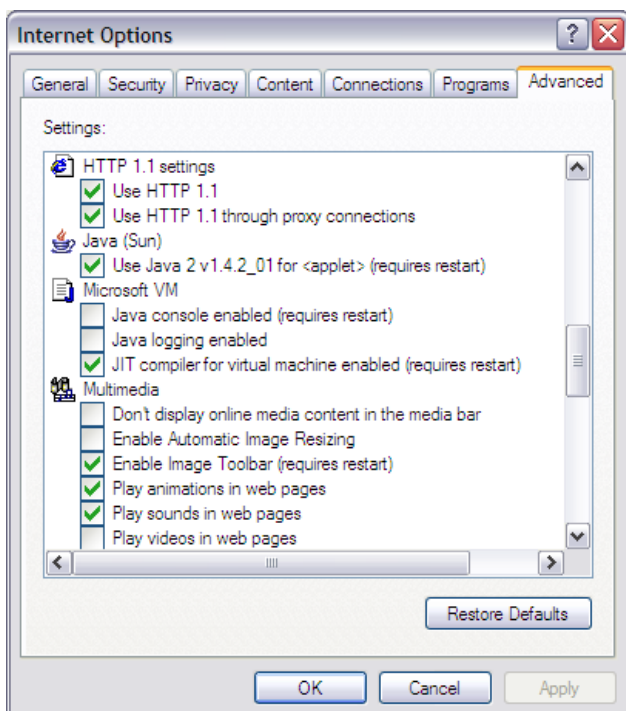 Internet Options
General Security Privacy Content Connections Programs Advanced
Settings:
HTTP 1.1 settings
Use HTTP 1.1
Use HTTP 1.1 through proxy connections
Java (Sun)
Use Java 2 v1.4.2_01 for <applet> (requires restart)
Microsoft VM
Java console enabled (requires restart)
Java logging enabled
JIT compiler for virtual machine enabled (requires restart)
Multimedia
Don't display online media content in the media bar
Enable Automatic Image Resizing
Enable Image Toolbar (requires restart)
Play animations in web pages
Play sounds in web pages
Play videos in web pages
Restore Defaults
OK Cancel Apply